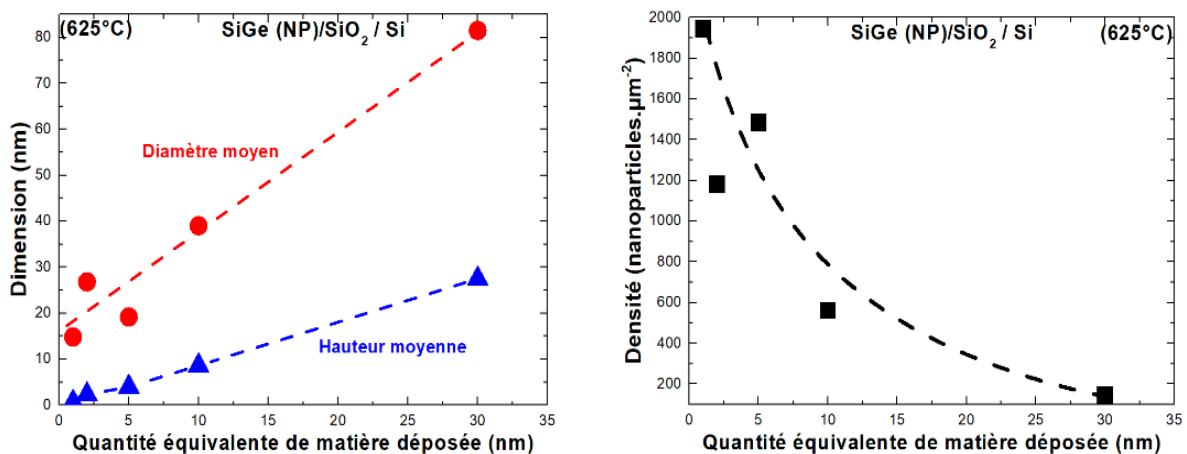 (625°C) SiGe (NP)/SiO₂ / Si
80
70
60
50
40
30
20
10
0
Dimension (nm)
Diamètre moyen
Hauteur moyenne
0 5 10 15 20 25 30 35
Quantité équivalente de matière déposée (nm)
SiGe (NP)/SiO₂ / Si (625°C)
2000
1800
1600
1400
1200
1000
800
600
400
200
Densité (nanoparticles.µm⁻²)
0 5 10 15 20 25 30 35
Quantité équivalente de matière déposée (nm)